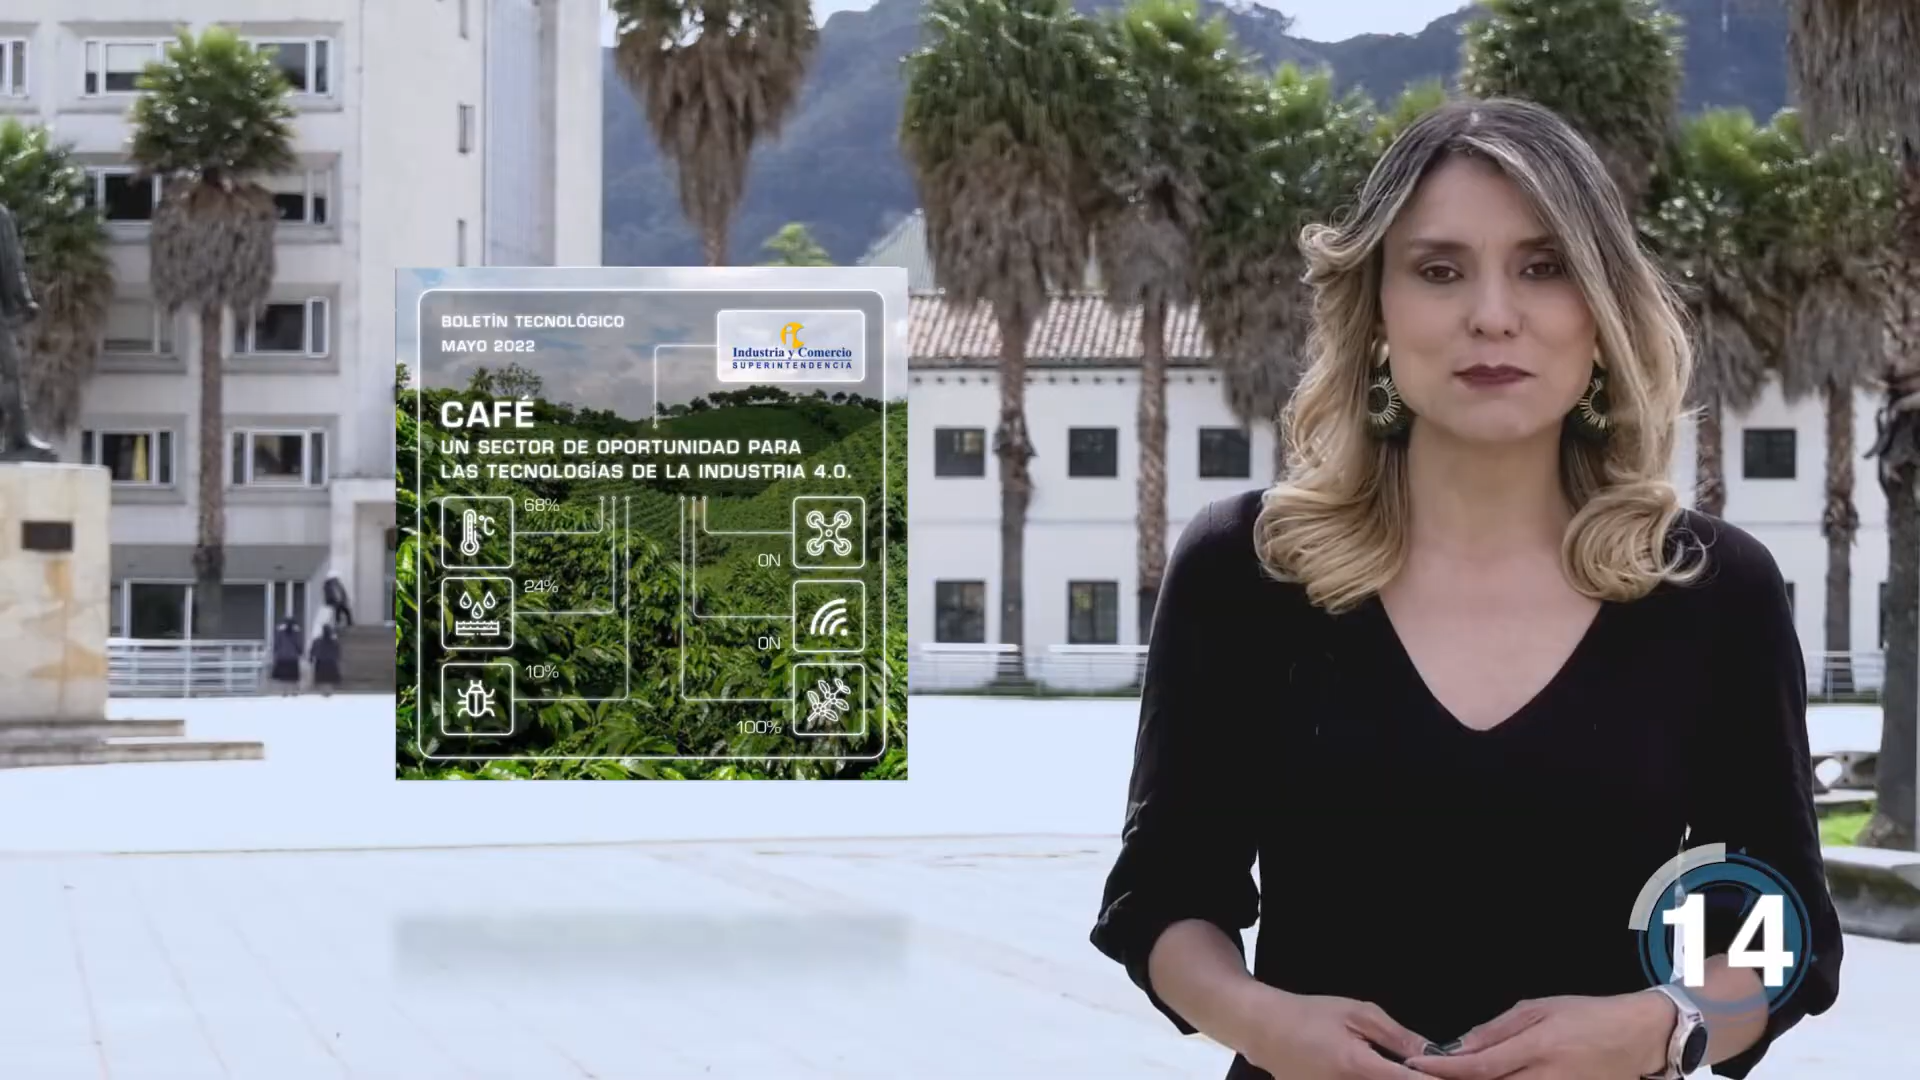 BOLETÍN TECNOLÓGICO
MAYO 2022
Industria y Comercio
SUPERINTENDENCIA
CAFÉ
UN SECTOR DE OPORTUNIDAD PARA
LAS TECNOLOGÍAS DE LA INDUSTRIA 4.0.
68%
°C
ON
24%
ON
10%
100%
14